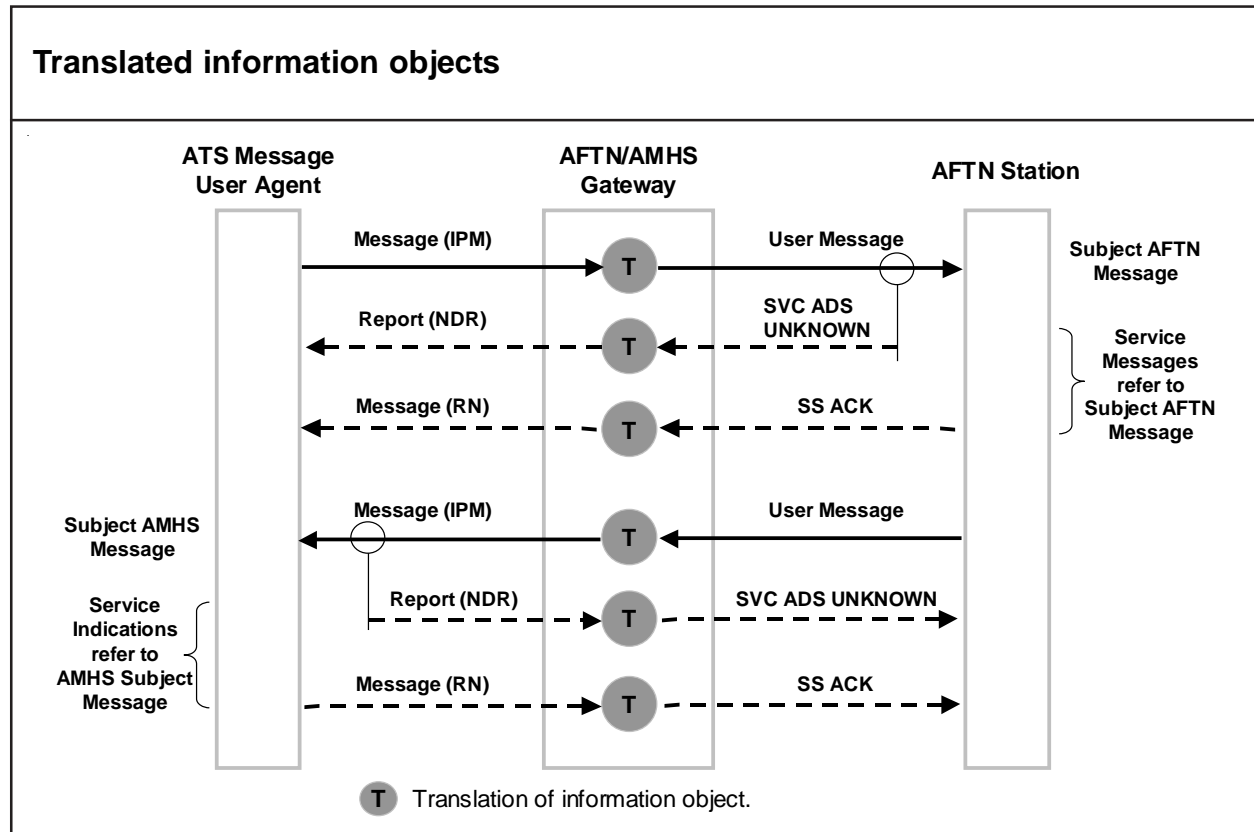 Translated information objects
ATS Message
User Agent
AFTN/AMHS
Gateway
AFTN Station
Message (IPM)
T
User Message
Subject AFTN
Message
Report (NDR)
T
SVC ADS
UNKNOWN
Service
Messages
refer to
Subject AFTN
Message
Message (RN)
T
SS ACK
Subject AMHS
Message
Message (IPM)
T
User Message
Service
Indications
refer to
AMHS Subject
Message
Report (NDR)
T
SVC ADS UNKNOWN
Message (RN)
T
SS ACK
T Translation of information object.